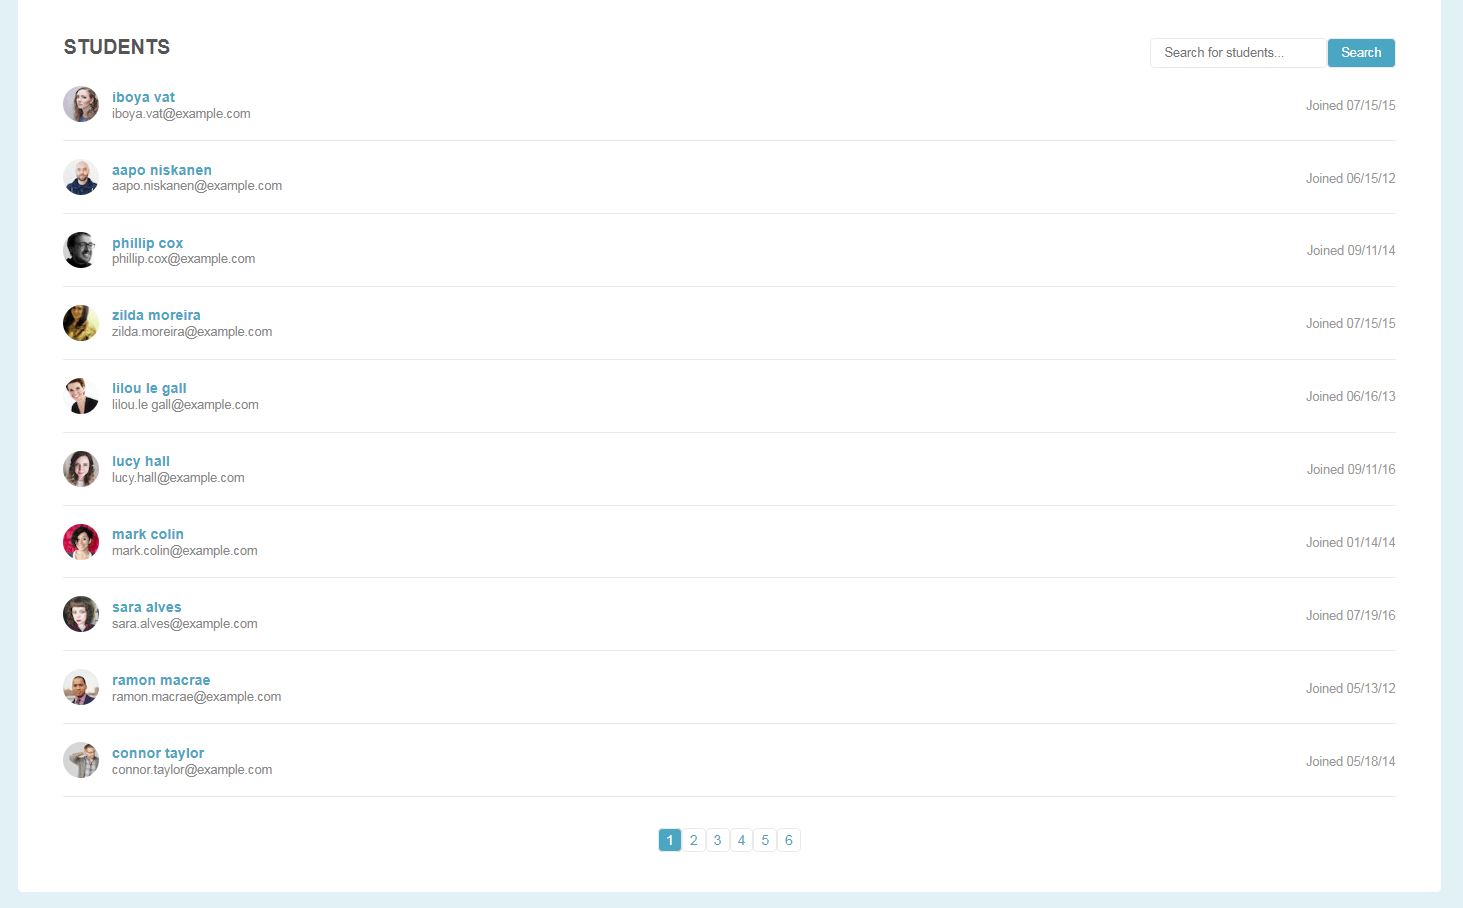 STUDENTS
Search for students...
Search
iboya vat
iboya.vat@example.com
Joined 07/15/15
aapo niskanen
aapo.niskanen@example.com
Joined 06/15/12
phillip cox
phillip.cox@example.com
Joined 09/11/14
zilda moreira
zilda.moreira@example.com
Joined 07/15/15
lilou le gall
lilou.le gall@example.com
Joined 06/16/13
lucy hall
lucy.hall@example.com
Joined 09/11/16
mark colin
mark.colin@example.com
Joined 01/14/14
sara alves
sara.alves@example.com
Joined 07/19/16
ramon macrae
ramon.macrae@example.com
Joined 05/13/12
connor taylor
connor.taylor@example.com
Joined 05/18/14
1 2 3 4 5 6